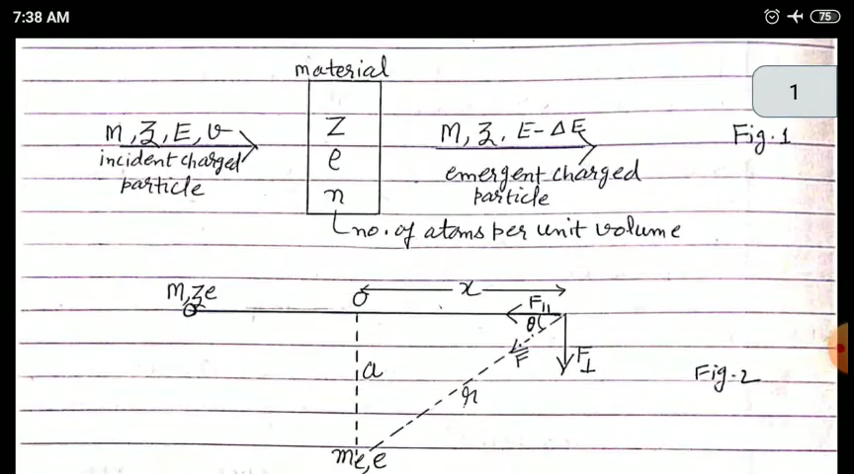 7:38 AM
75
1
material
M, z, E, v
Z
M, z, E-ΔE
Fig.1
incident charged
particle
e
emergent charged
particle
n
no. of atoms per unit volume
M, ze
O
x
F∥
θ
F
F⊥
a
r
Fig-2
me, e